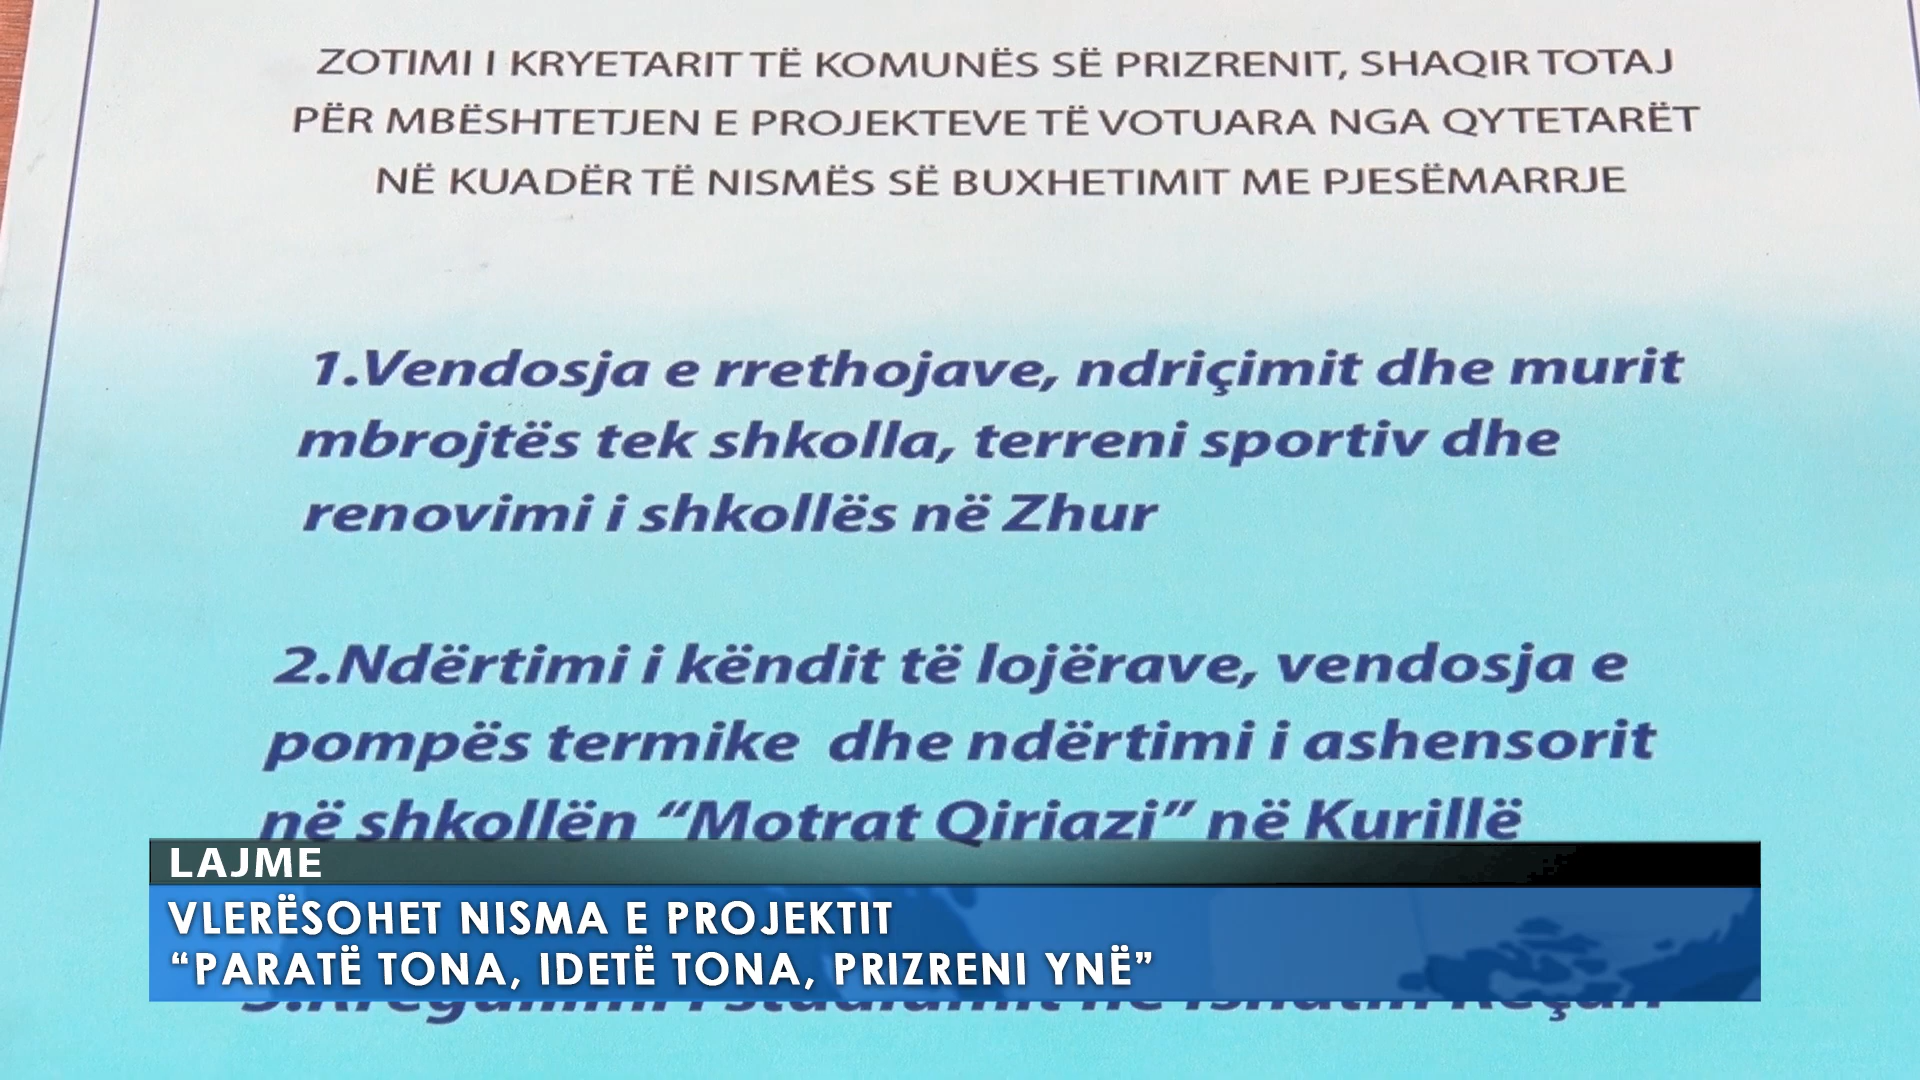 ZOTIMI I KRYETARIT TË KOMUNËS SË PRIZRENIT, SHAQIR TOTAJ
PËR MBËSHTETJEN E PROJEKTEVE TË VOTUARA NGA QYTETARËT
NË KUADËR TË NISMËS SË BUXHETIMIT ME PJESËMARRJE
1.Vendosja e rrethojave, ndriçimit dhe murit
mbrojtës tek shkolla, terreni sportiv dhe
renovimi i shkollës në Zhur
2.Ndërtimi i këndit të lojërave, vendosja e
pompës termike dhe ndërtimi i ashensorit
në shkollën “Motrat Qiriazi” në Kurillë
LAJME
VLERËSOHET NISMA E PROJEKTIT
“PARATË TONA, IDETË TONA, PRIZRENI YNË”